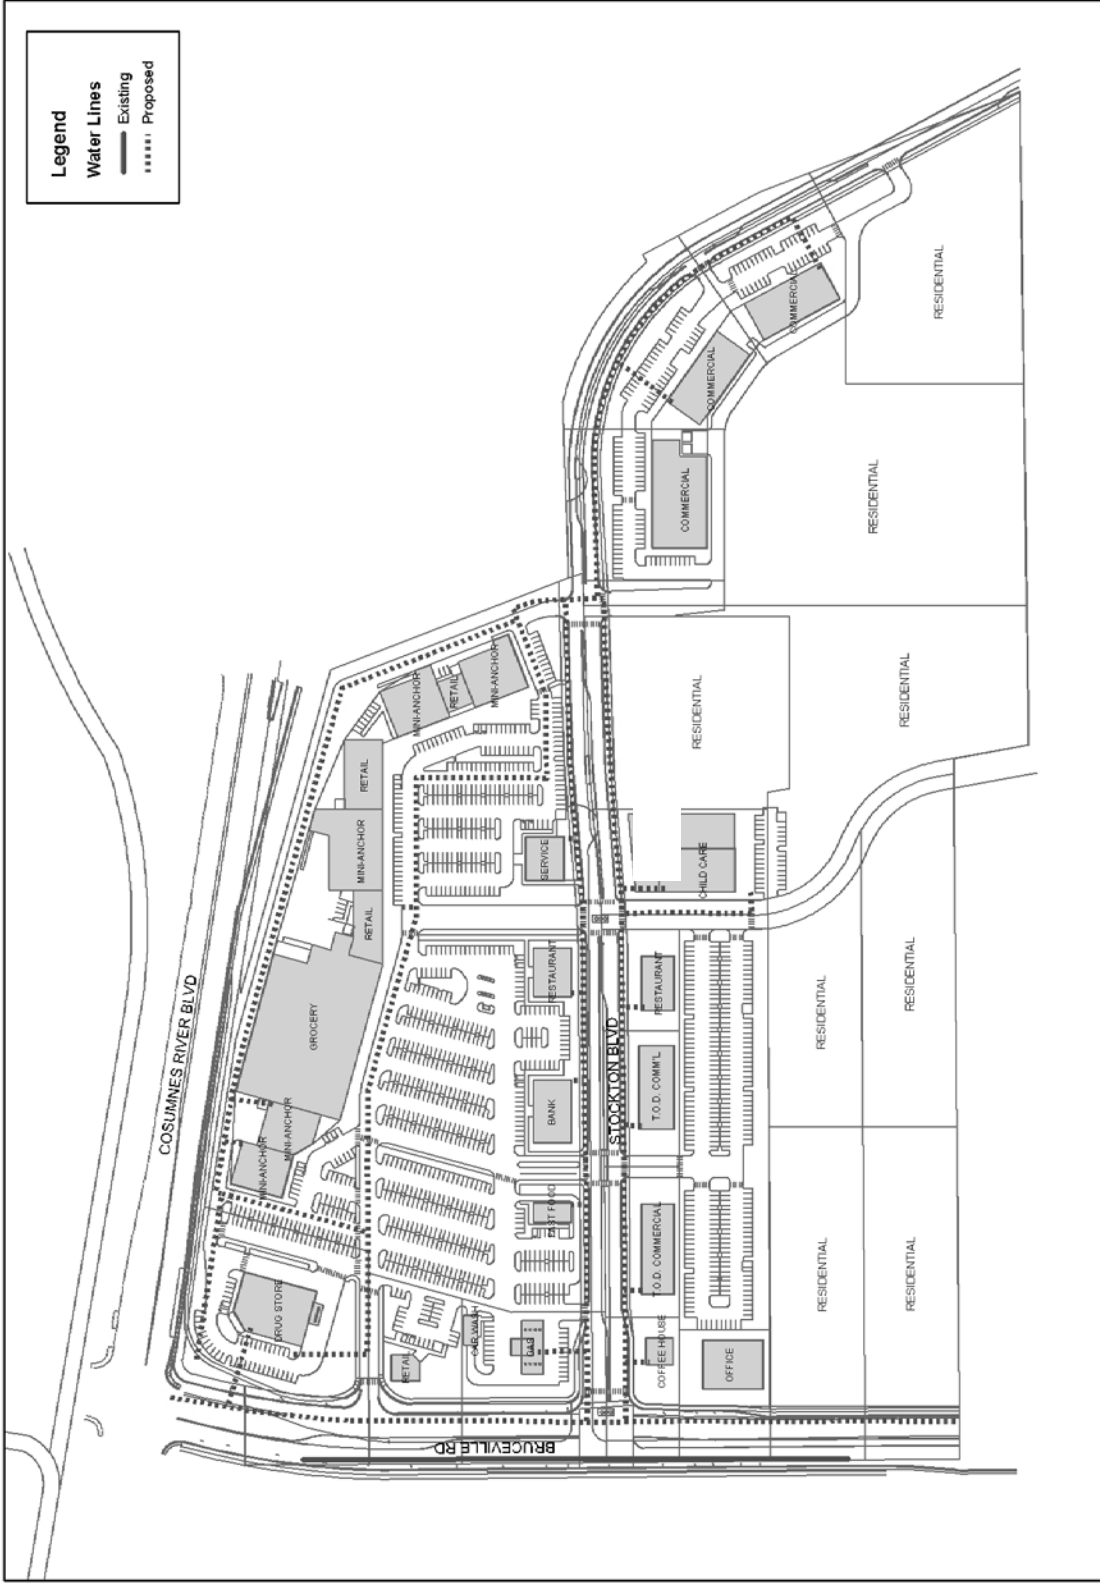 Legend
Water Lines
Existing
Proposed
COSUMNES RIVER BLVD
STOCKTON BLVD
BRUCEVILLE RD
COMMERCIAL
COMMERCIAL
COMMERCIAL
RESIDENTIAL
RESIDENTIAL
RESIDENTIAL
RESIDENTIAL
MINI-ANCHOR
RETAIL
MINI-ANCHOR
RETAIL
MINI-ANCHOR
RETAIL
GROCERY
MINI-ANCHOR
MINI-ANCHOR
DRUG STORE
RETAIL
CAR WASH
GAS
FAST FOOD
BANK
RESTAURANT
SERVICE
CHILD CARE
RESTAURANT
T.O.D. COMM'L
T.O.D. COMMERCIAL
COFFEE HOUSE
OFFICE
RESIDENTIAL
RESIDENTIAL
RESIDENTIAL
RESIDENTIAL